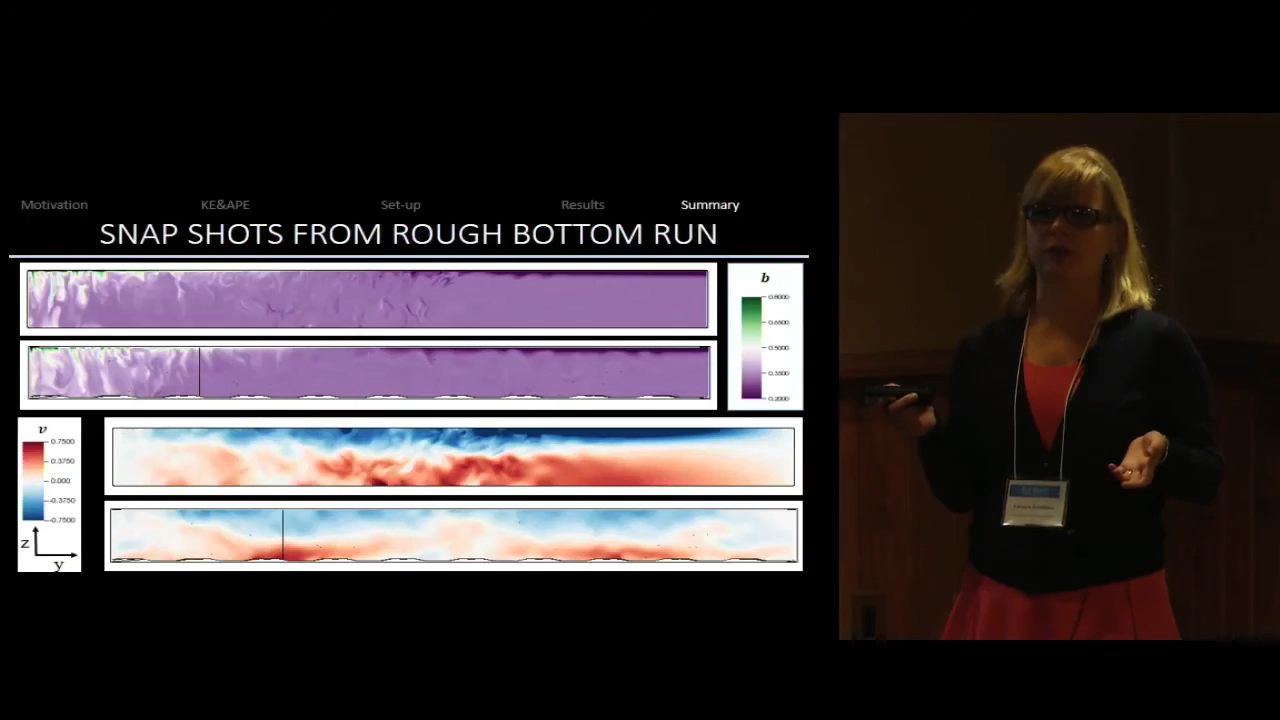 Motivation KE&APE Set-up Results Summary
SNAP SHOTS FROM ROUGH BOTTOM RUN
b
0.8000
0.6500
0.5000
0.3500
0.2000
v
0.7500
0.3750
0.000
-0.3750
-0.7500
z
y